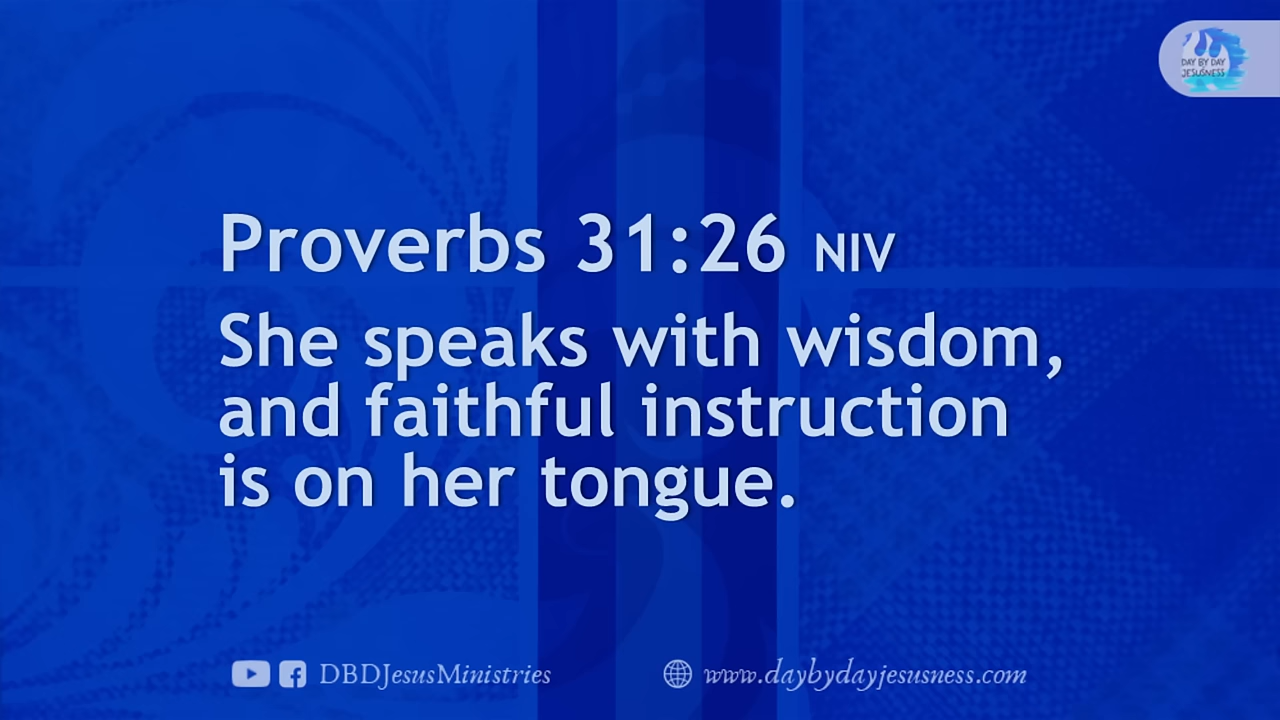 DAY BY DAY
JESUSNESS
Proverbs 31:26 NIV
She speaks with wisdom,
and faithful instruction
is on her tongue.
DBDJesusMinistries
www.daybydayjesusness.com